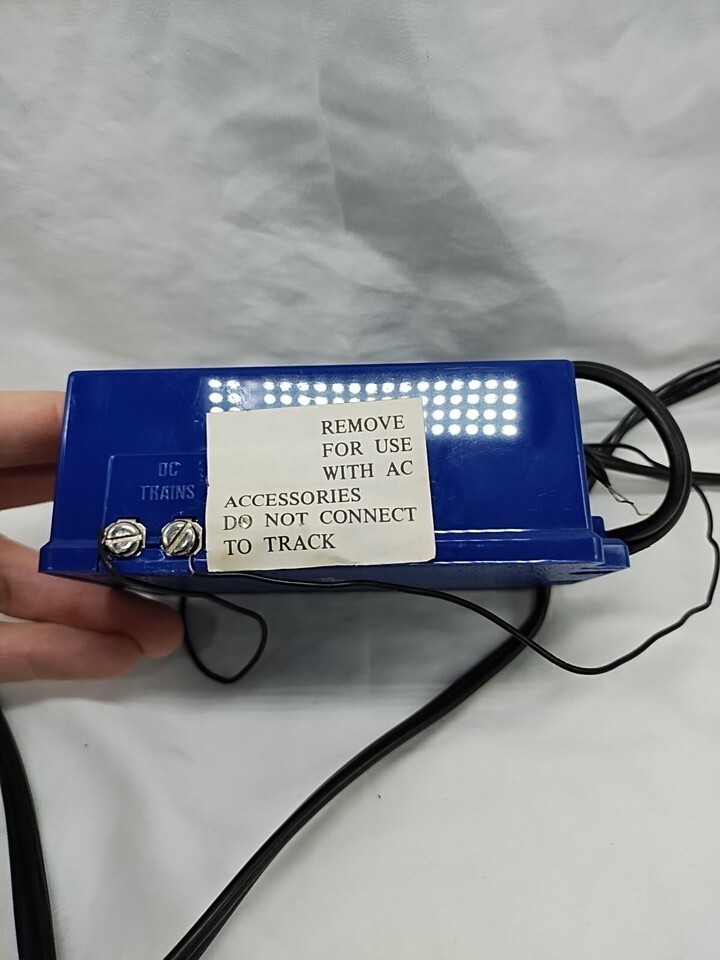 DC
TRAINS
REMOVE
FOR USE
WITH AC
ACCESSORIES
DO NOT CONNECT
TO TRACK